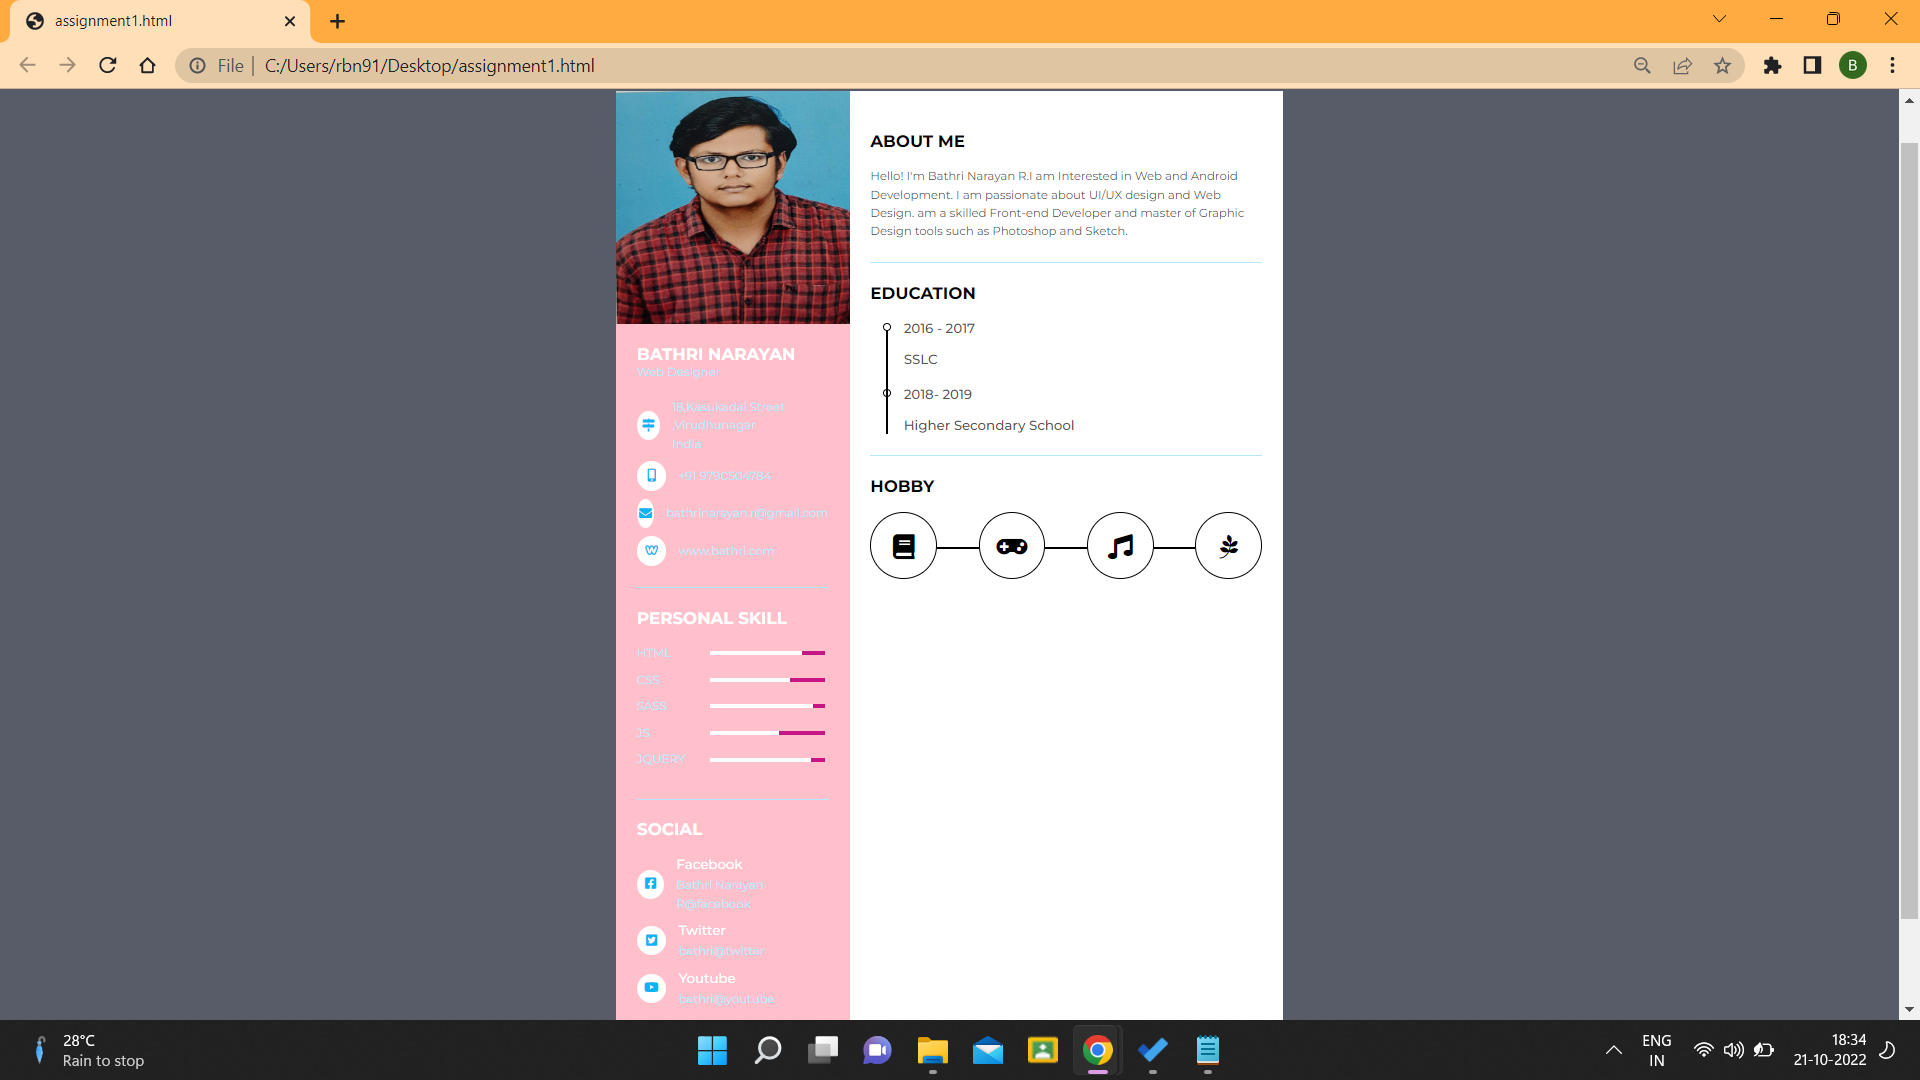 assignment1.html
File
C:/Users/rbn91/Desktop/assignment1.html
B
BATHRI NARAYAN
Web Designer
18,Kasukadai Street
,Virudhunagar
India
+91 9790504784
bathrinarayan.r@gmail.com
www.bathri.com
PERSONAL SKILL
HTML
CSS
SASS
JS
JQUERY
SOCIAL
Facebook
Bathri Narayan
R@facebook
Twitter
bathri@twitter
Youtube
ABOUT ME
Hello! I'm Bathri Narayan R.I am Interested in Web and Android
Development. I am passionate about UI/UX design and Web
Design. am a skilled Front-end Developer and master of Graphic
Design tools such as Photoshop and Sketch.
EDUCATION
2016 - 2017
SSLC
2018- 2019
Higher Secondary School
HOBBY
28°C
Rain to stop
ENG
IN
18:34
21-10-2022